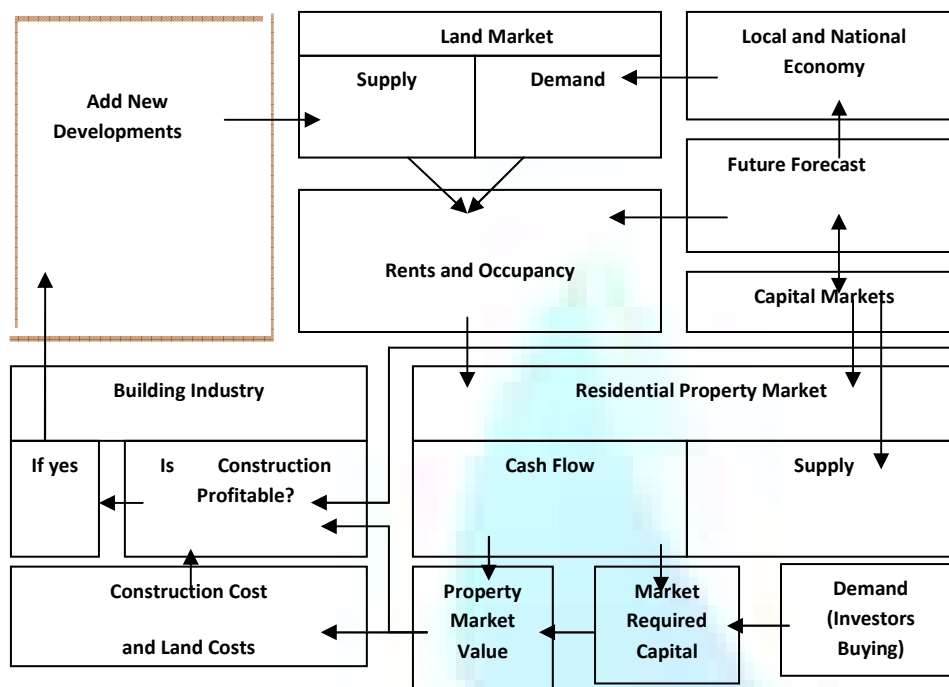 Add New
Developments
Land Market
Supply
Demand
Local and National
Economy
Future Forecast
Rents and Occupancy
Capital Markets
Building Industry
If yes
Is Construction
Profitable?
Residential Property Market
Cash Flow
Supply
Construction Cost
and Land Costs
Property
Market
Value
Market
Required
Capital
Demand
(Investors
Buying)